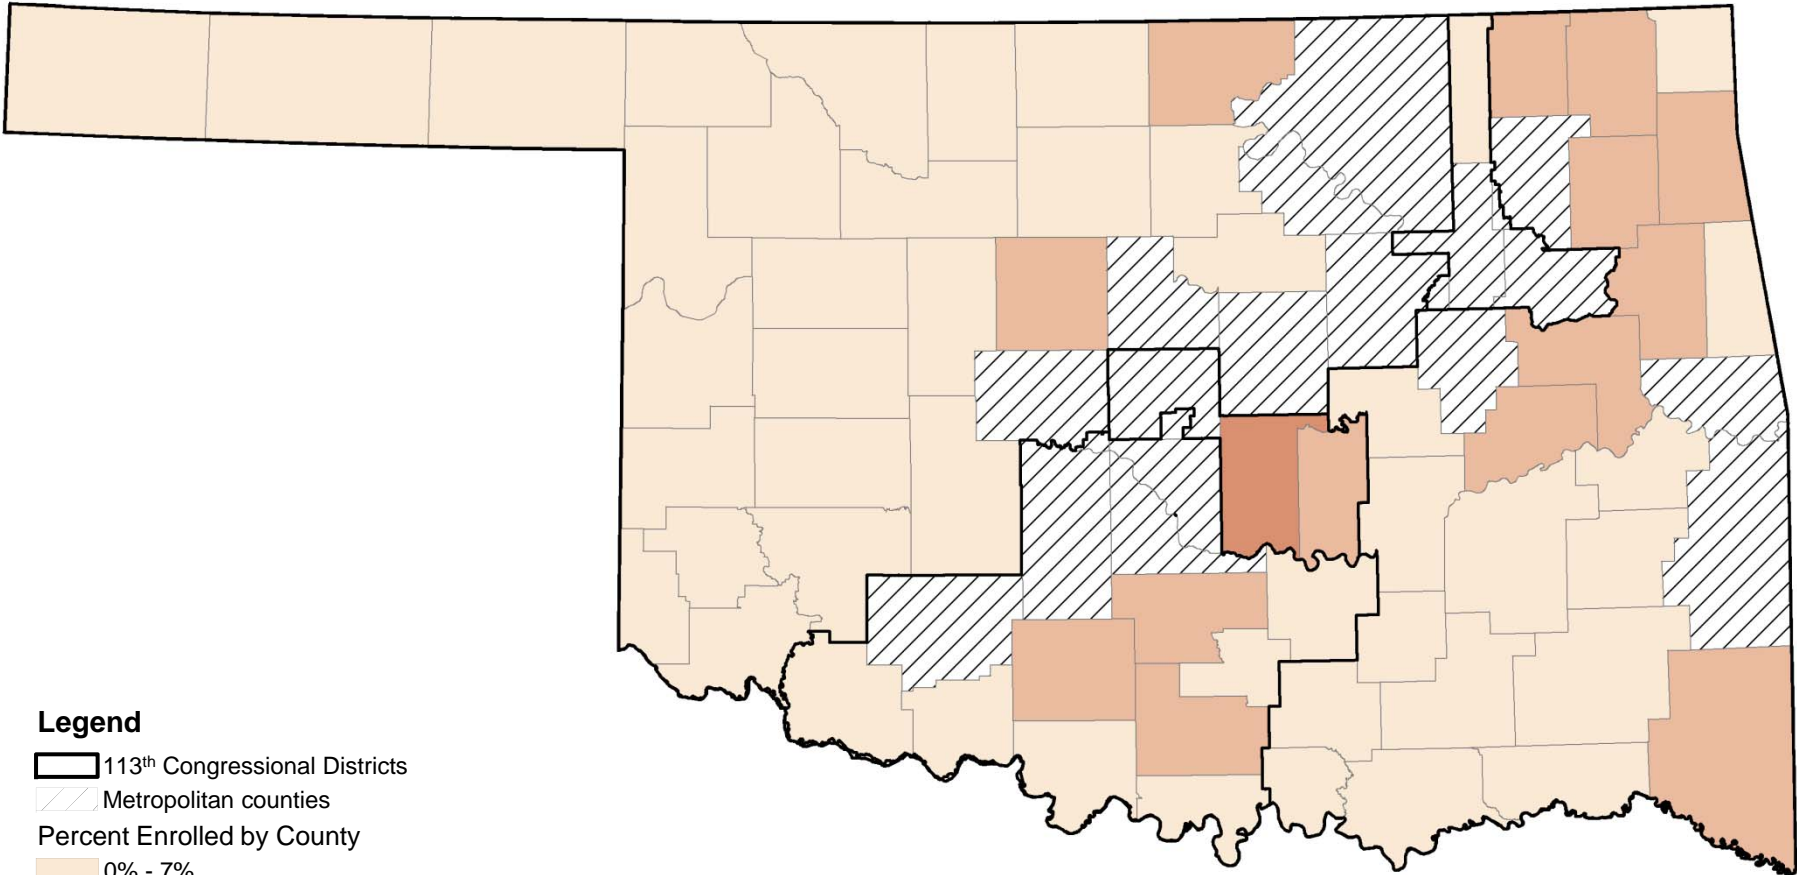 Legend
113th Congressional Districts
Metropolitan counties
Percent Enrolled by County
0% - 7%